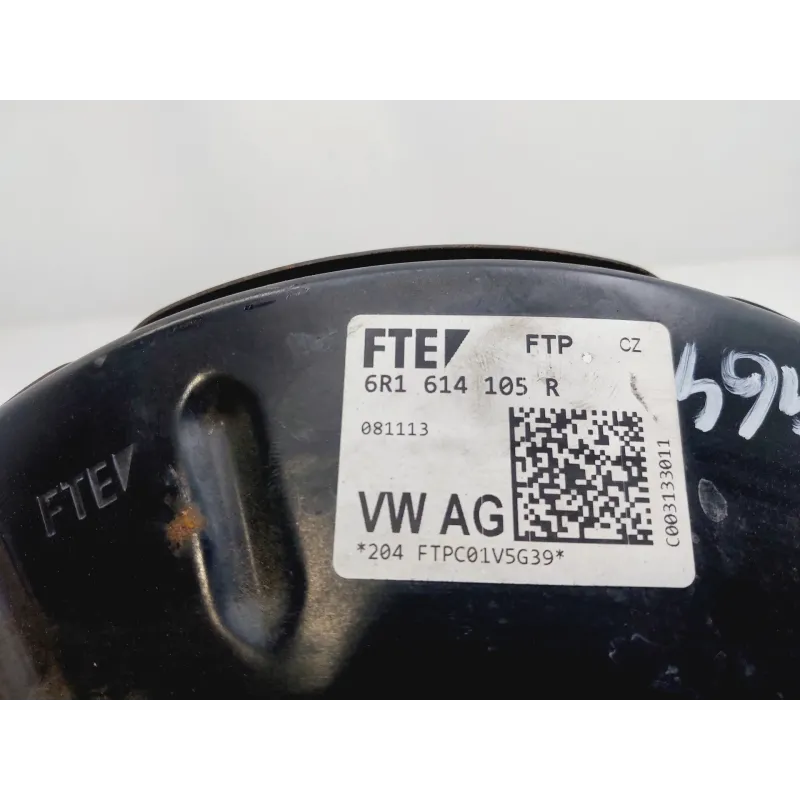 FTE FTP CZ
6R1 614 105 R
081113
VW AG
*204 FTPC01V5G39*
C003133011
FTE